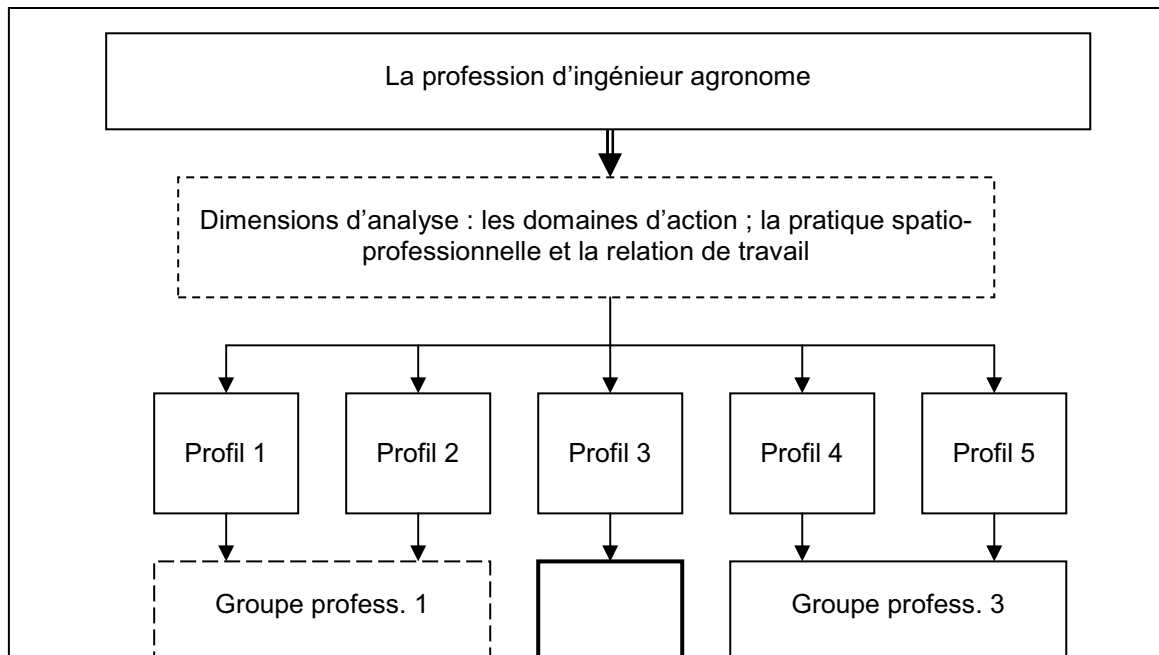 La profession d’ingénieur agronome
Dimensions d’analyse : les domaines d’action ; la pratique spatio-
professionnelle et la relation de travail
Profil 1
Profil 2
Profil 3
Profil 4
Profil 5
Groupe profess. 1
Groupe profess. 3